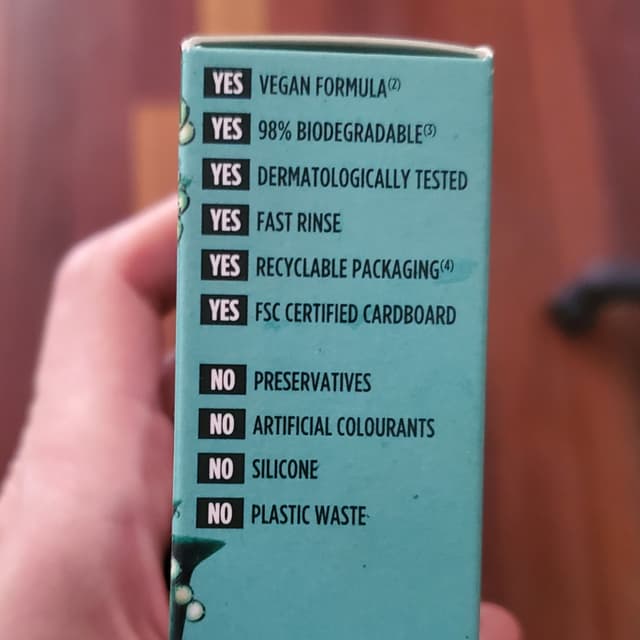 YES VEGAN FORMULA(2)
YES 98% BIODEGRADABLE(3)
YES DERMATOLOGICALLY TESTED
YES FAST RINSE
YES RECYCLABLE PACKAGING(4)
YES FSC CERTIFIED CARDBOARD
NO PRESERVATIVES
NO ARTIFICIAL COLOURANTS
NO SILICONE
NO PLASTIC WASTE